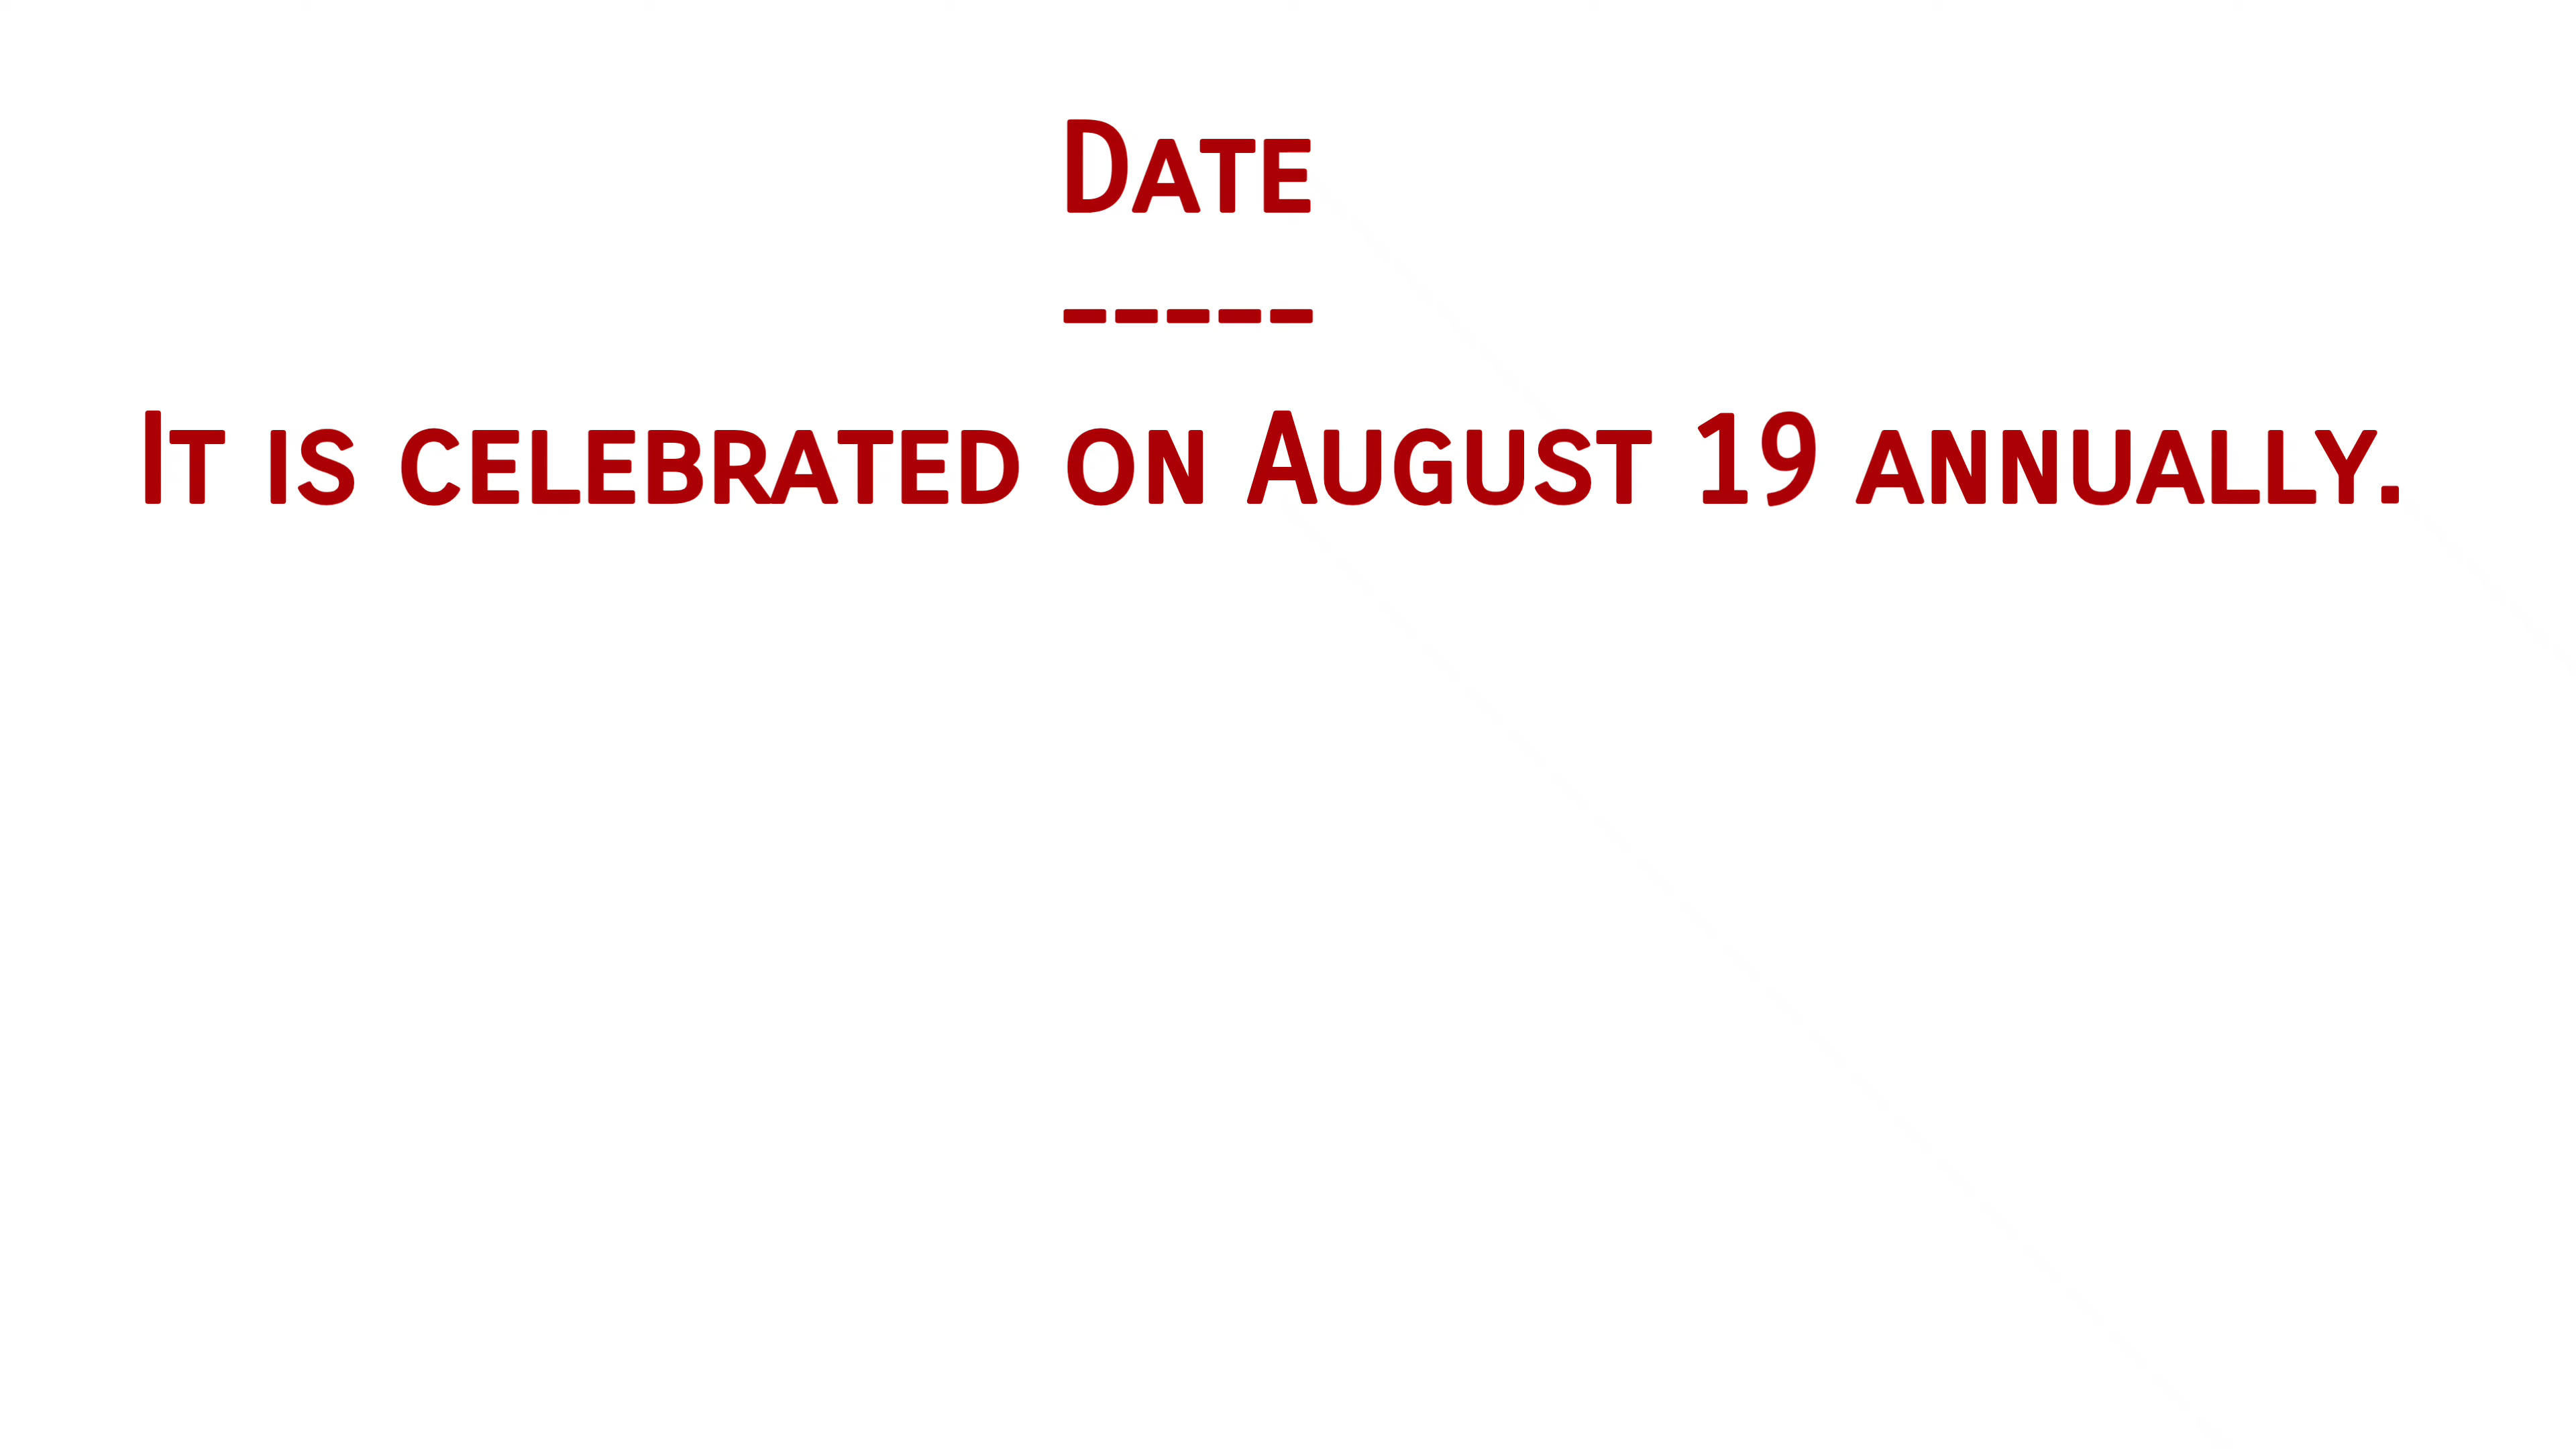 Date
-----
It is celebrated on August 19 annually.